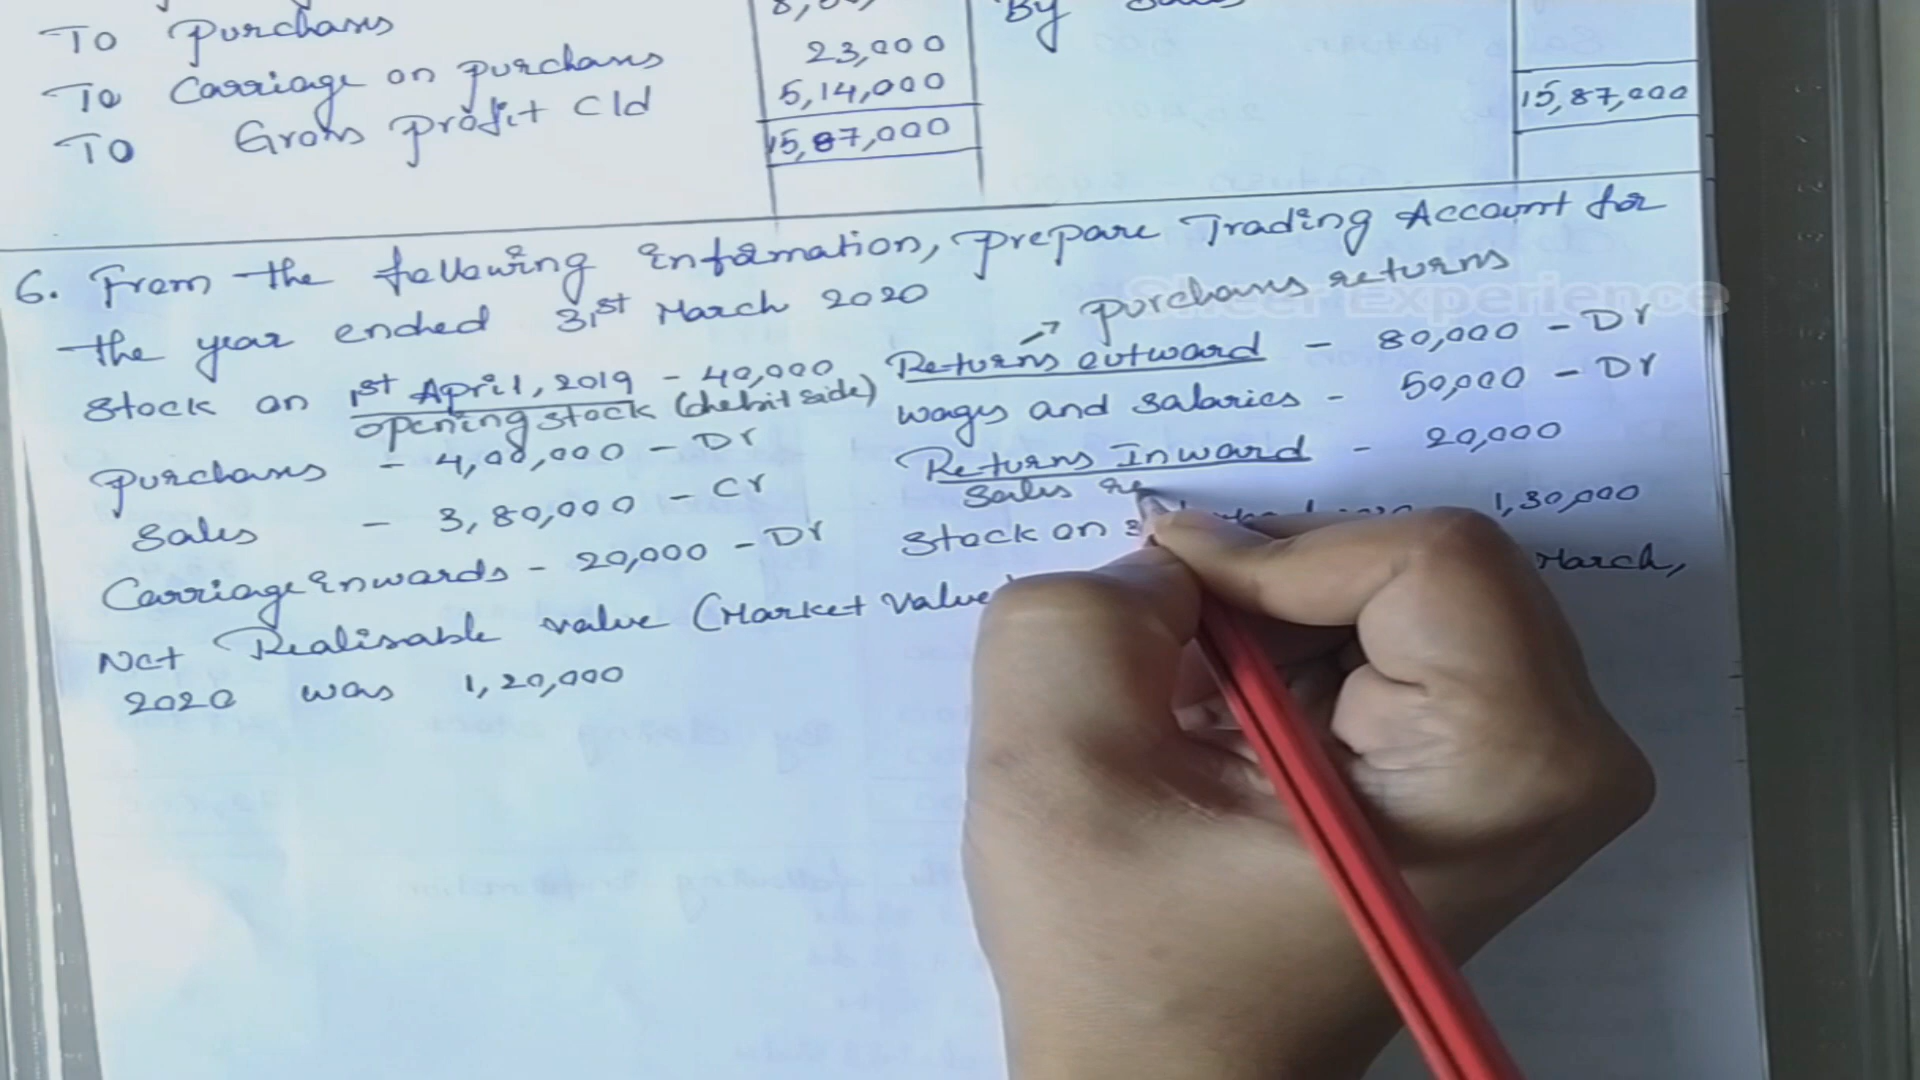 To purchases
To Carriage on purchases 23,000
To Gross profit C/d 5,14,000
15,87,000 15,87,000
By
6. From the following information, prepare Trading Account for
the year ended 31st March 2020
Stock on 1st April, 2019 - 40,000
opening stock (debit side)
purchases - 4,00,000 - Dr
Sales - 3,80,000 - Cr
Carriage inwards - 20,000 - Dr
→ purchases returns
Returns outward - 80,000 - Dr
wages and salaries - 50,000 - Dr
Returns Inward - 20,000
Sales re
Stock on 1,30,000
Net Realisable value (Market value March,
2020 was 1,20,000
Sheer Experience